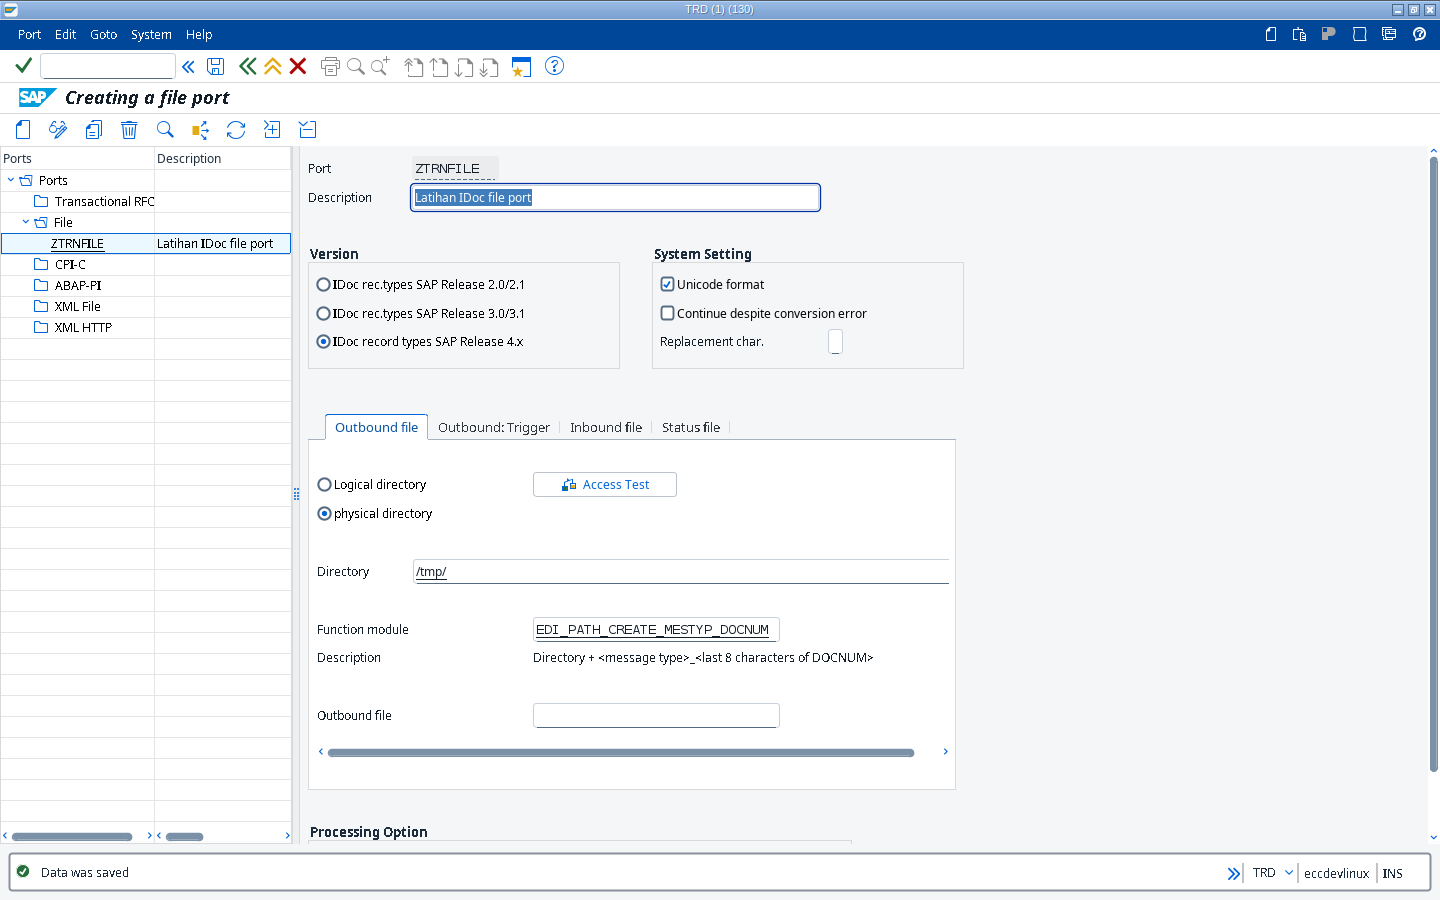 TRD (1) (130)
Port Edit Goto System Help
SAP Creating a file port
Ports Description
Ports
Transactional RFC
File
ZTRNFILE Latihan IDoc file port
CPI-C
ABAP-PI
XML File
XML HTTP
Port ZTRNFILE
Description Latihan IDoc file port
Version
IDoc rec.types SAP Release 2.0/2.1
IDoc rec.types SAP Release 3.0/3.1
IDoc record types SAP Release 4.x
System Setting
Unicode format
Continue despite conversion error
Replacement char.
Outbound file Outbound: Trigger Inbound file Status file
Logical directory Access Test
physical directory
Directory /tmp/
Function module EDI_PATH_CREATE_MESTYP_DOCNUM
Description Directory + <message type>_<last 8 characters of DOCNUM>
Outbound file
Processing Option
Data was saved TRD eccdevlinux INS